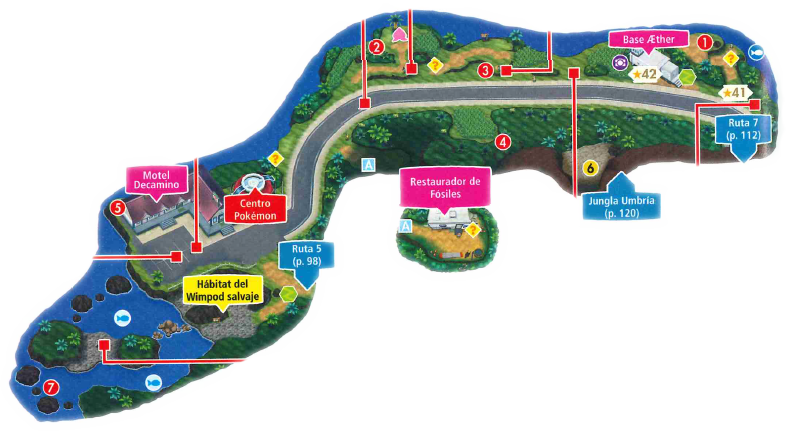 Base Æther
1
2
?
?
★42
3
★41
Ruta 7
(p. 112)
4
?
A
6
Motel
Decamino
Restaurador de
Fósiles
Centro
Pokémon
Jungla Umbría
(p. 120)
5
A
?
Ruta 5
(p. 98)
Hábitat del
Wimpod salvaje
7